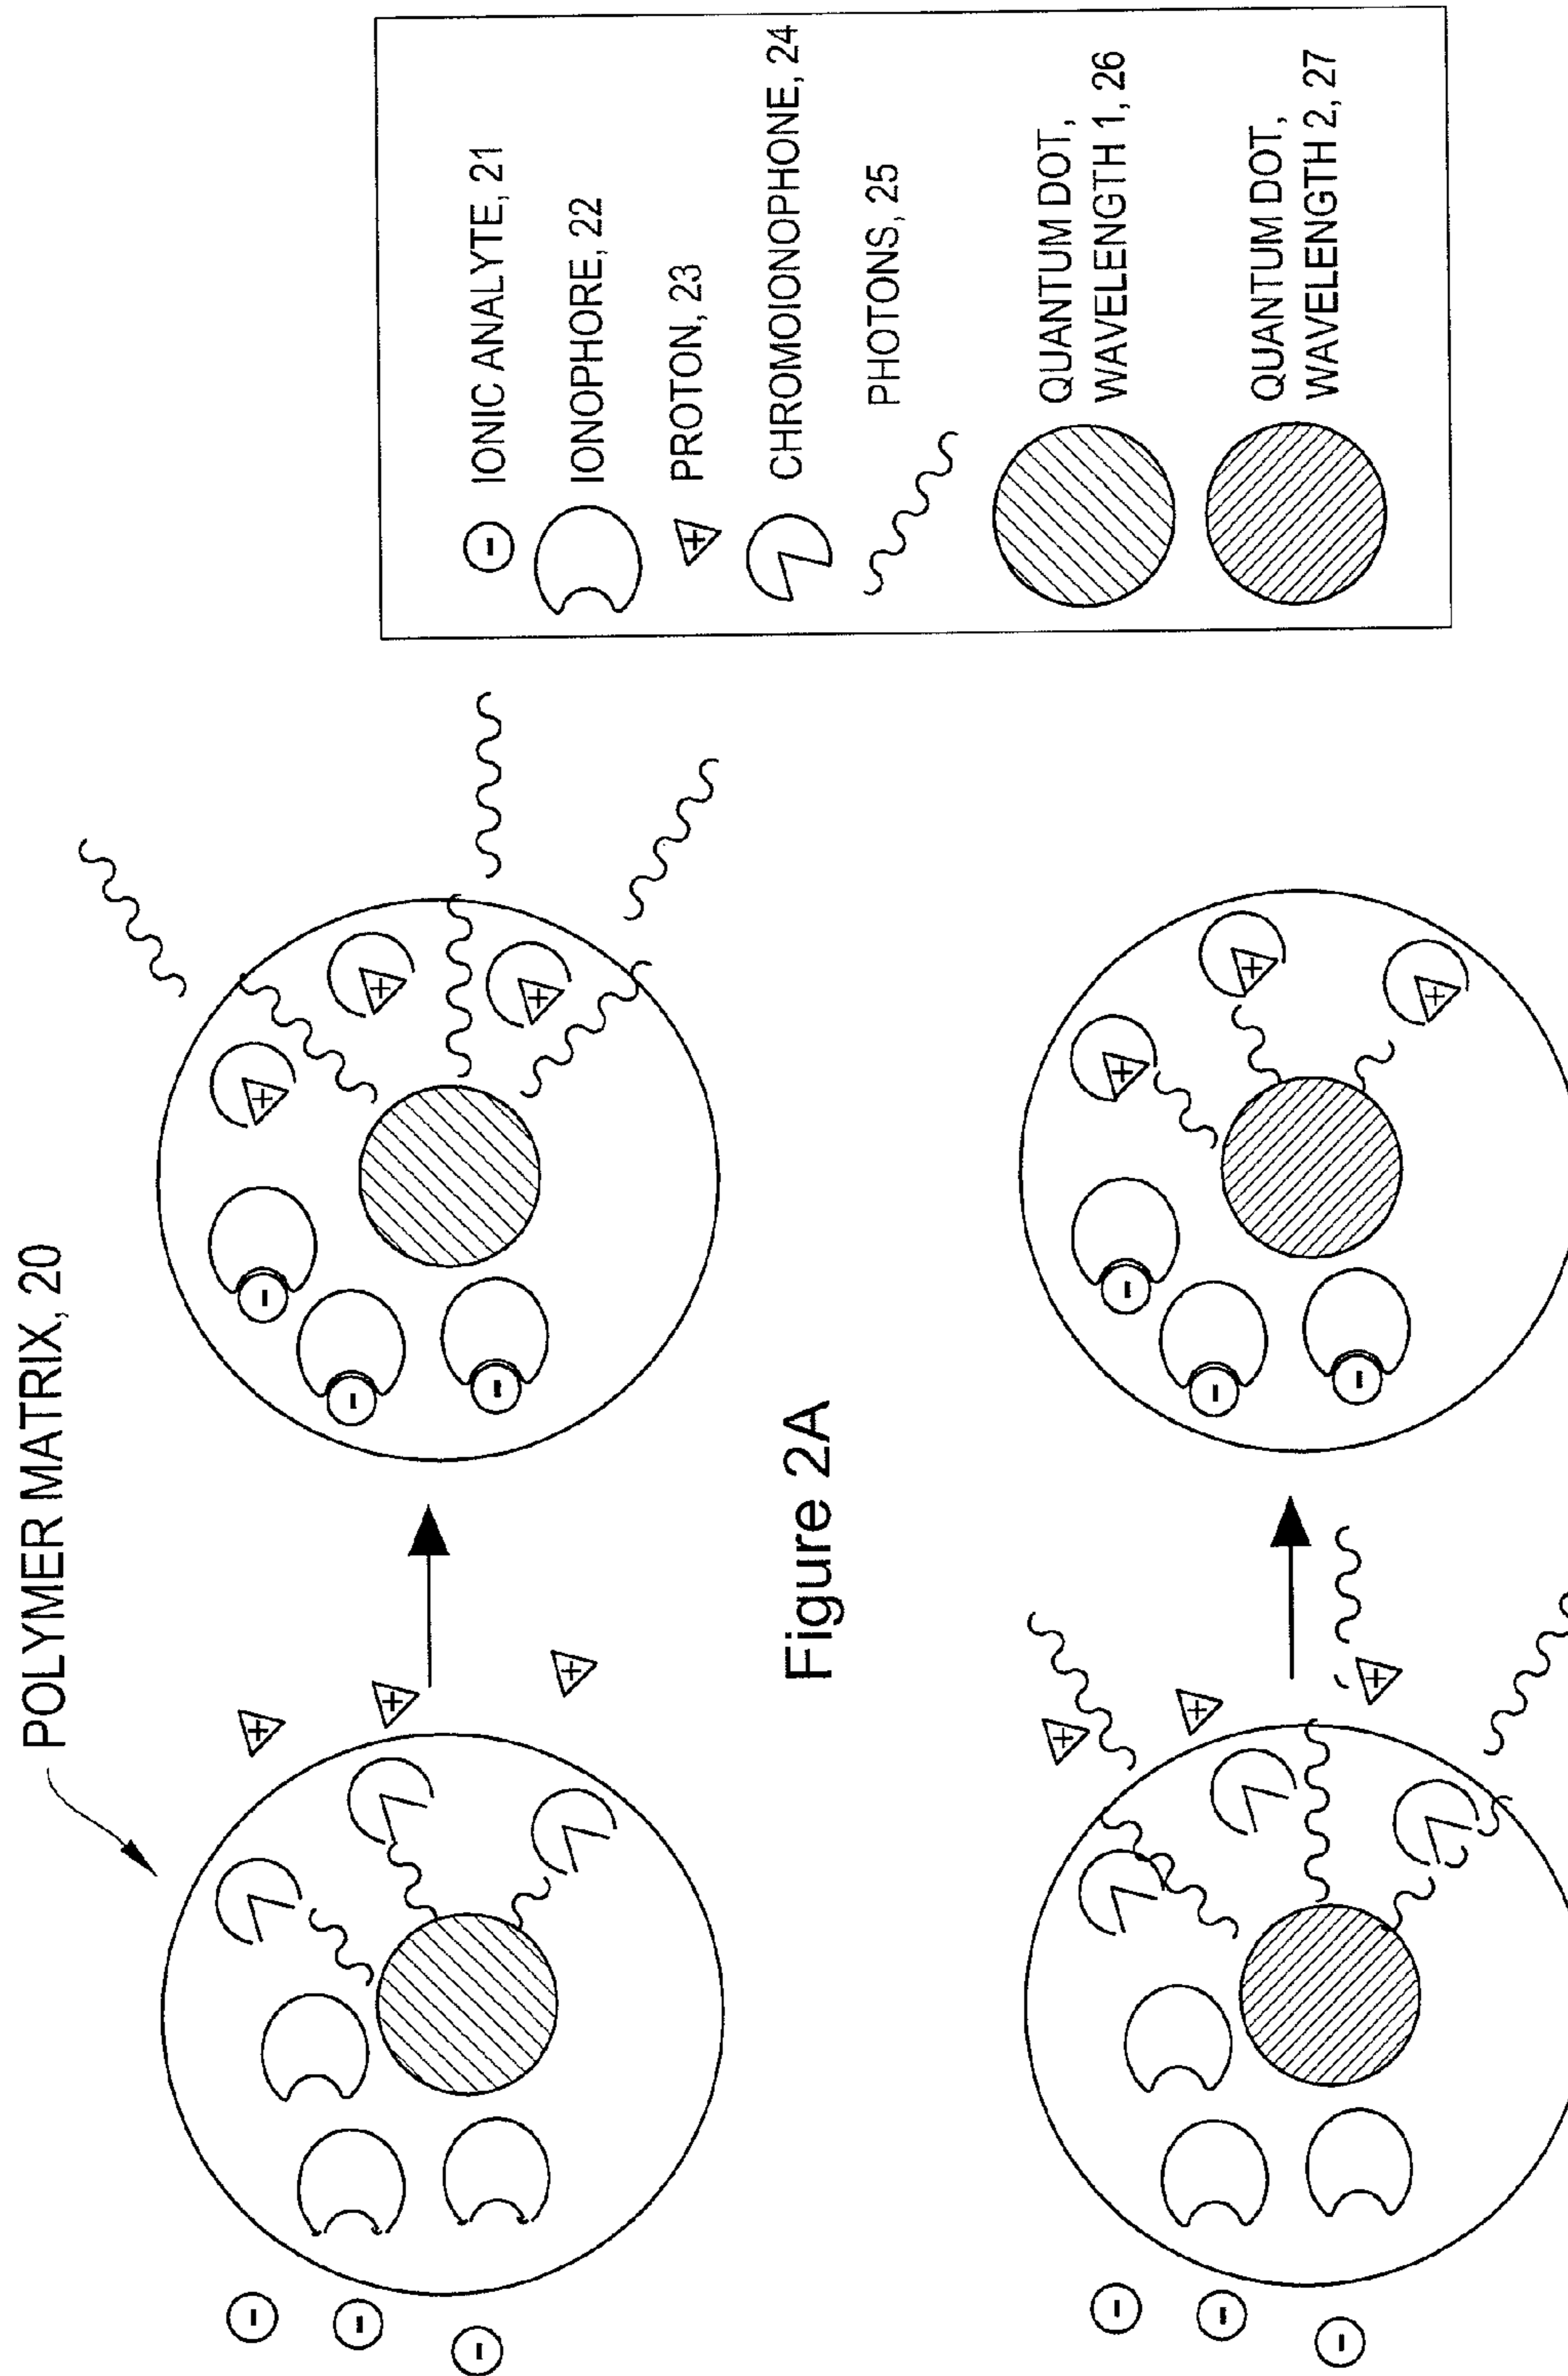 POLYMER MATRIX, 20
Figure 2A
IONIC ANALYTE, 21
IONOPHORE, 22
PROTON, 23
CHROMOIONOPHONE, 24
PHOTONS, 25
QUANTUM DOT,
WAVELENGTH 1, 26
QUANTUM DOT,
WAVELENGTH 2, 27